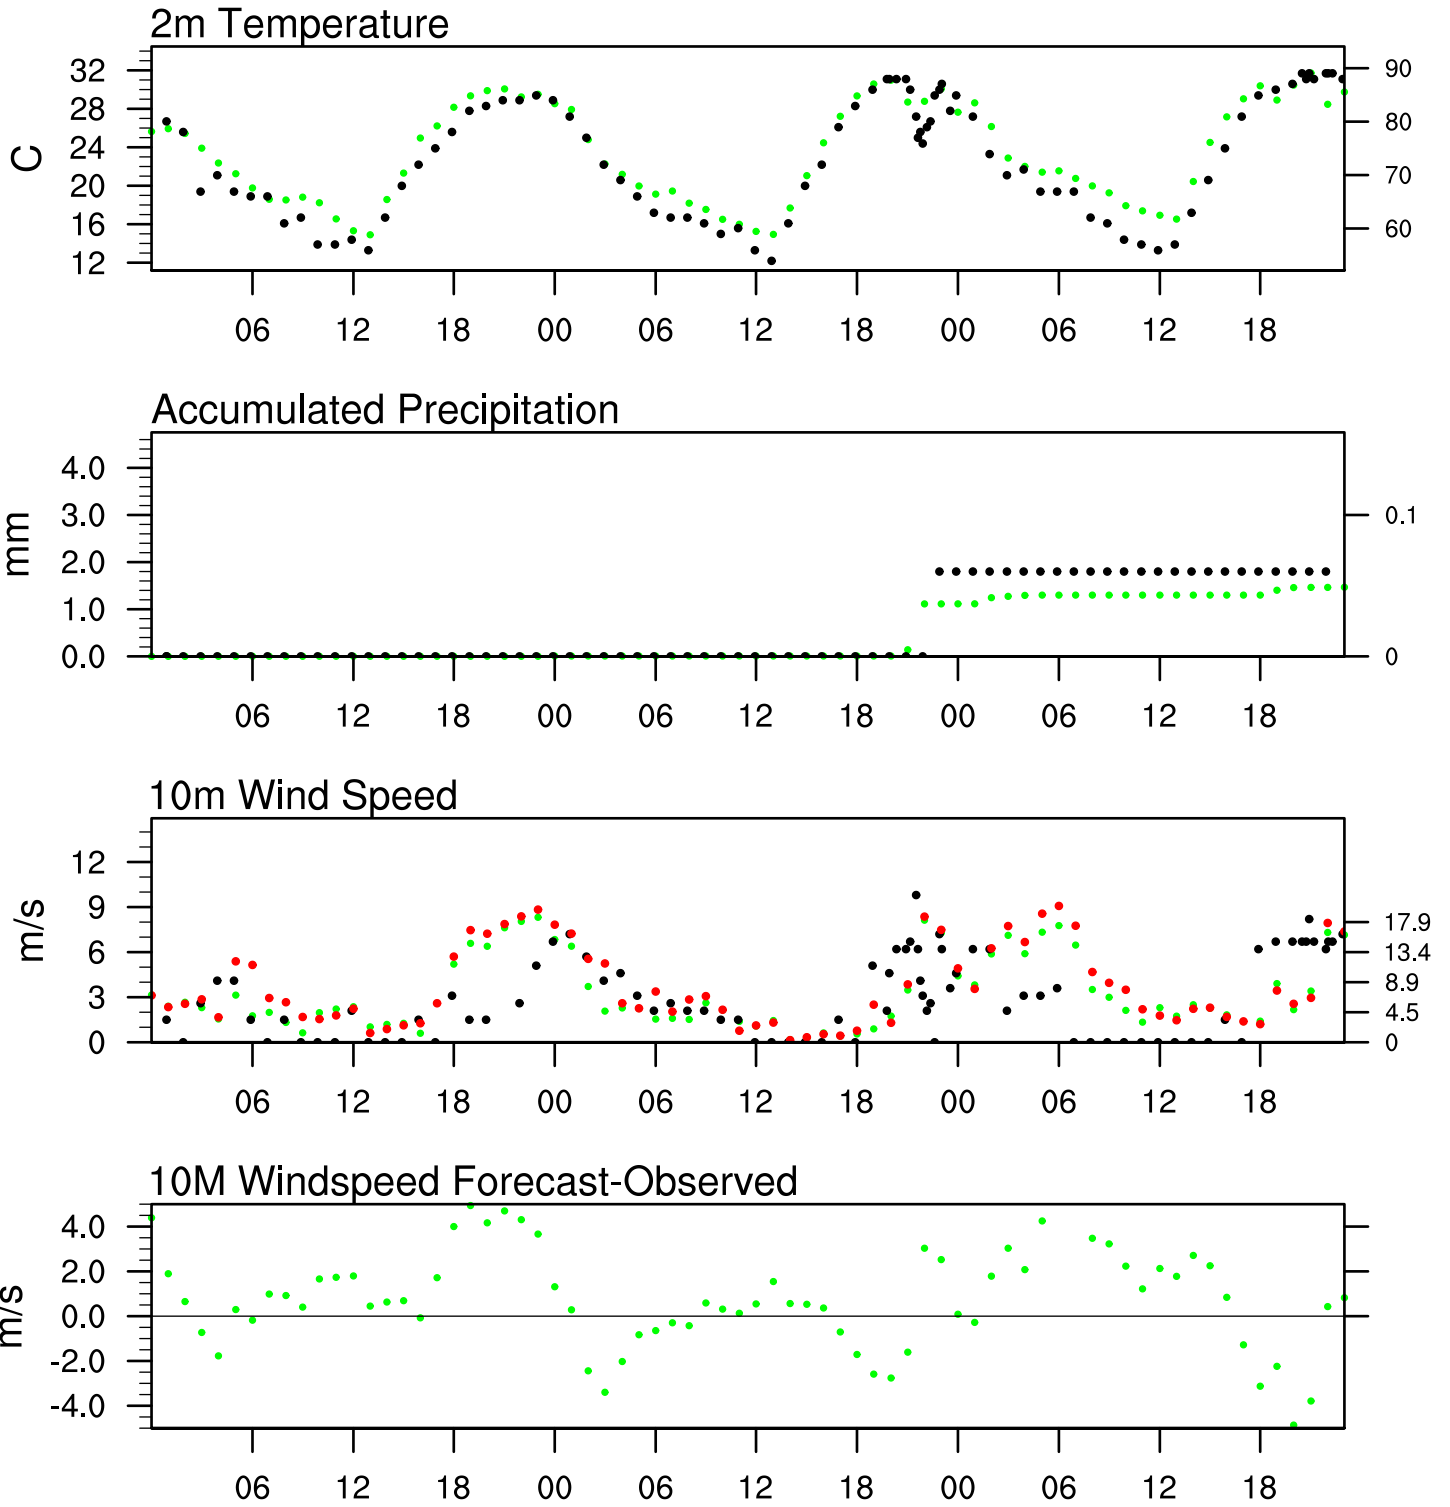 2m Temperature
32
28
24
20
16
12
C
90
80
70
60
06 12 18 00 06 12 18 00 06 12 18
Accumulated Precipitation
4.0
3.0
2.0
1.0
0.0
mm
0.1
0
06 12 18 00 06 12 18 00 06 12 18
10m Wind Speed
12
9
6
3
0
m/s
17.9
13.4
8.9
4.5
0
06 12 18 00 06 12 18 00 06 12 18
10M Windspeed Forecast-Observed
4.0
2.0
0.0
-2.0
-4.0
m/s
06 12 18 00 06 12 18 00 06 12 18